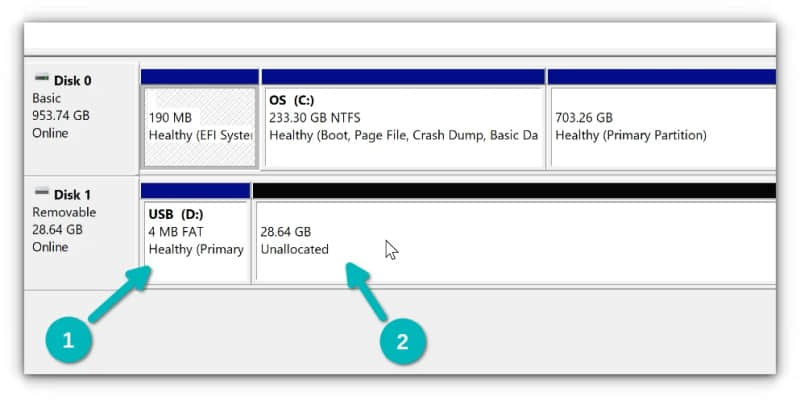 Disk 0
Basic
953.74 GB
Online
190 MB
Healthy (EFI Syste
OS (C:)
233.30 GB NTFS
Healthy (Boot, Page File, Crash Dump, Basic Da
703.26 GB
Healthy (Primary Partition)
Disk 1
Removable
28.64 GB
Online
USB (D:)
4 MB FAT
Healthy (Primary
28.64 GB
Unallocated
1
2